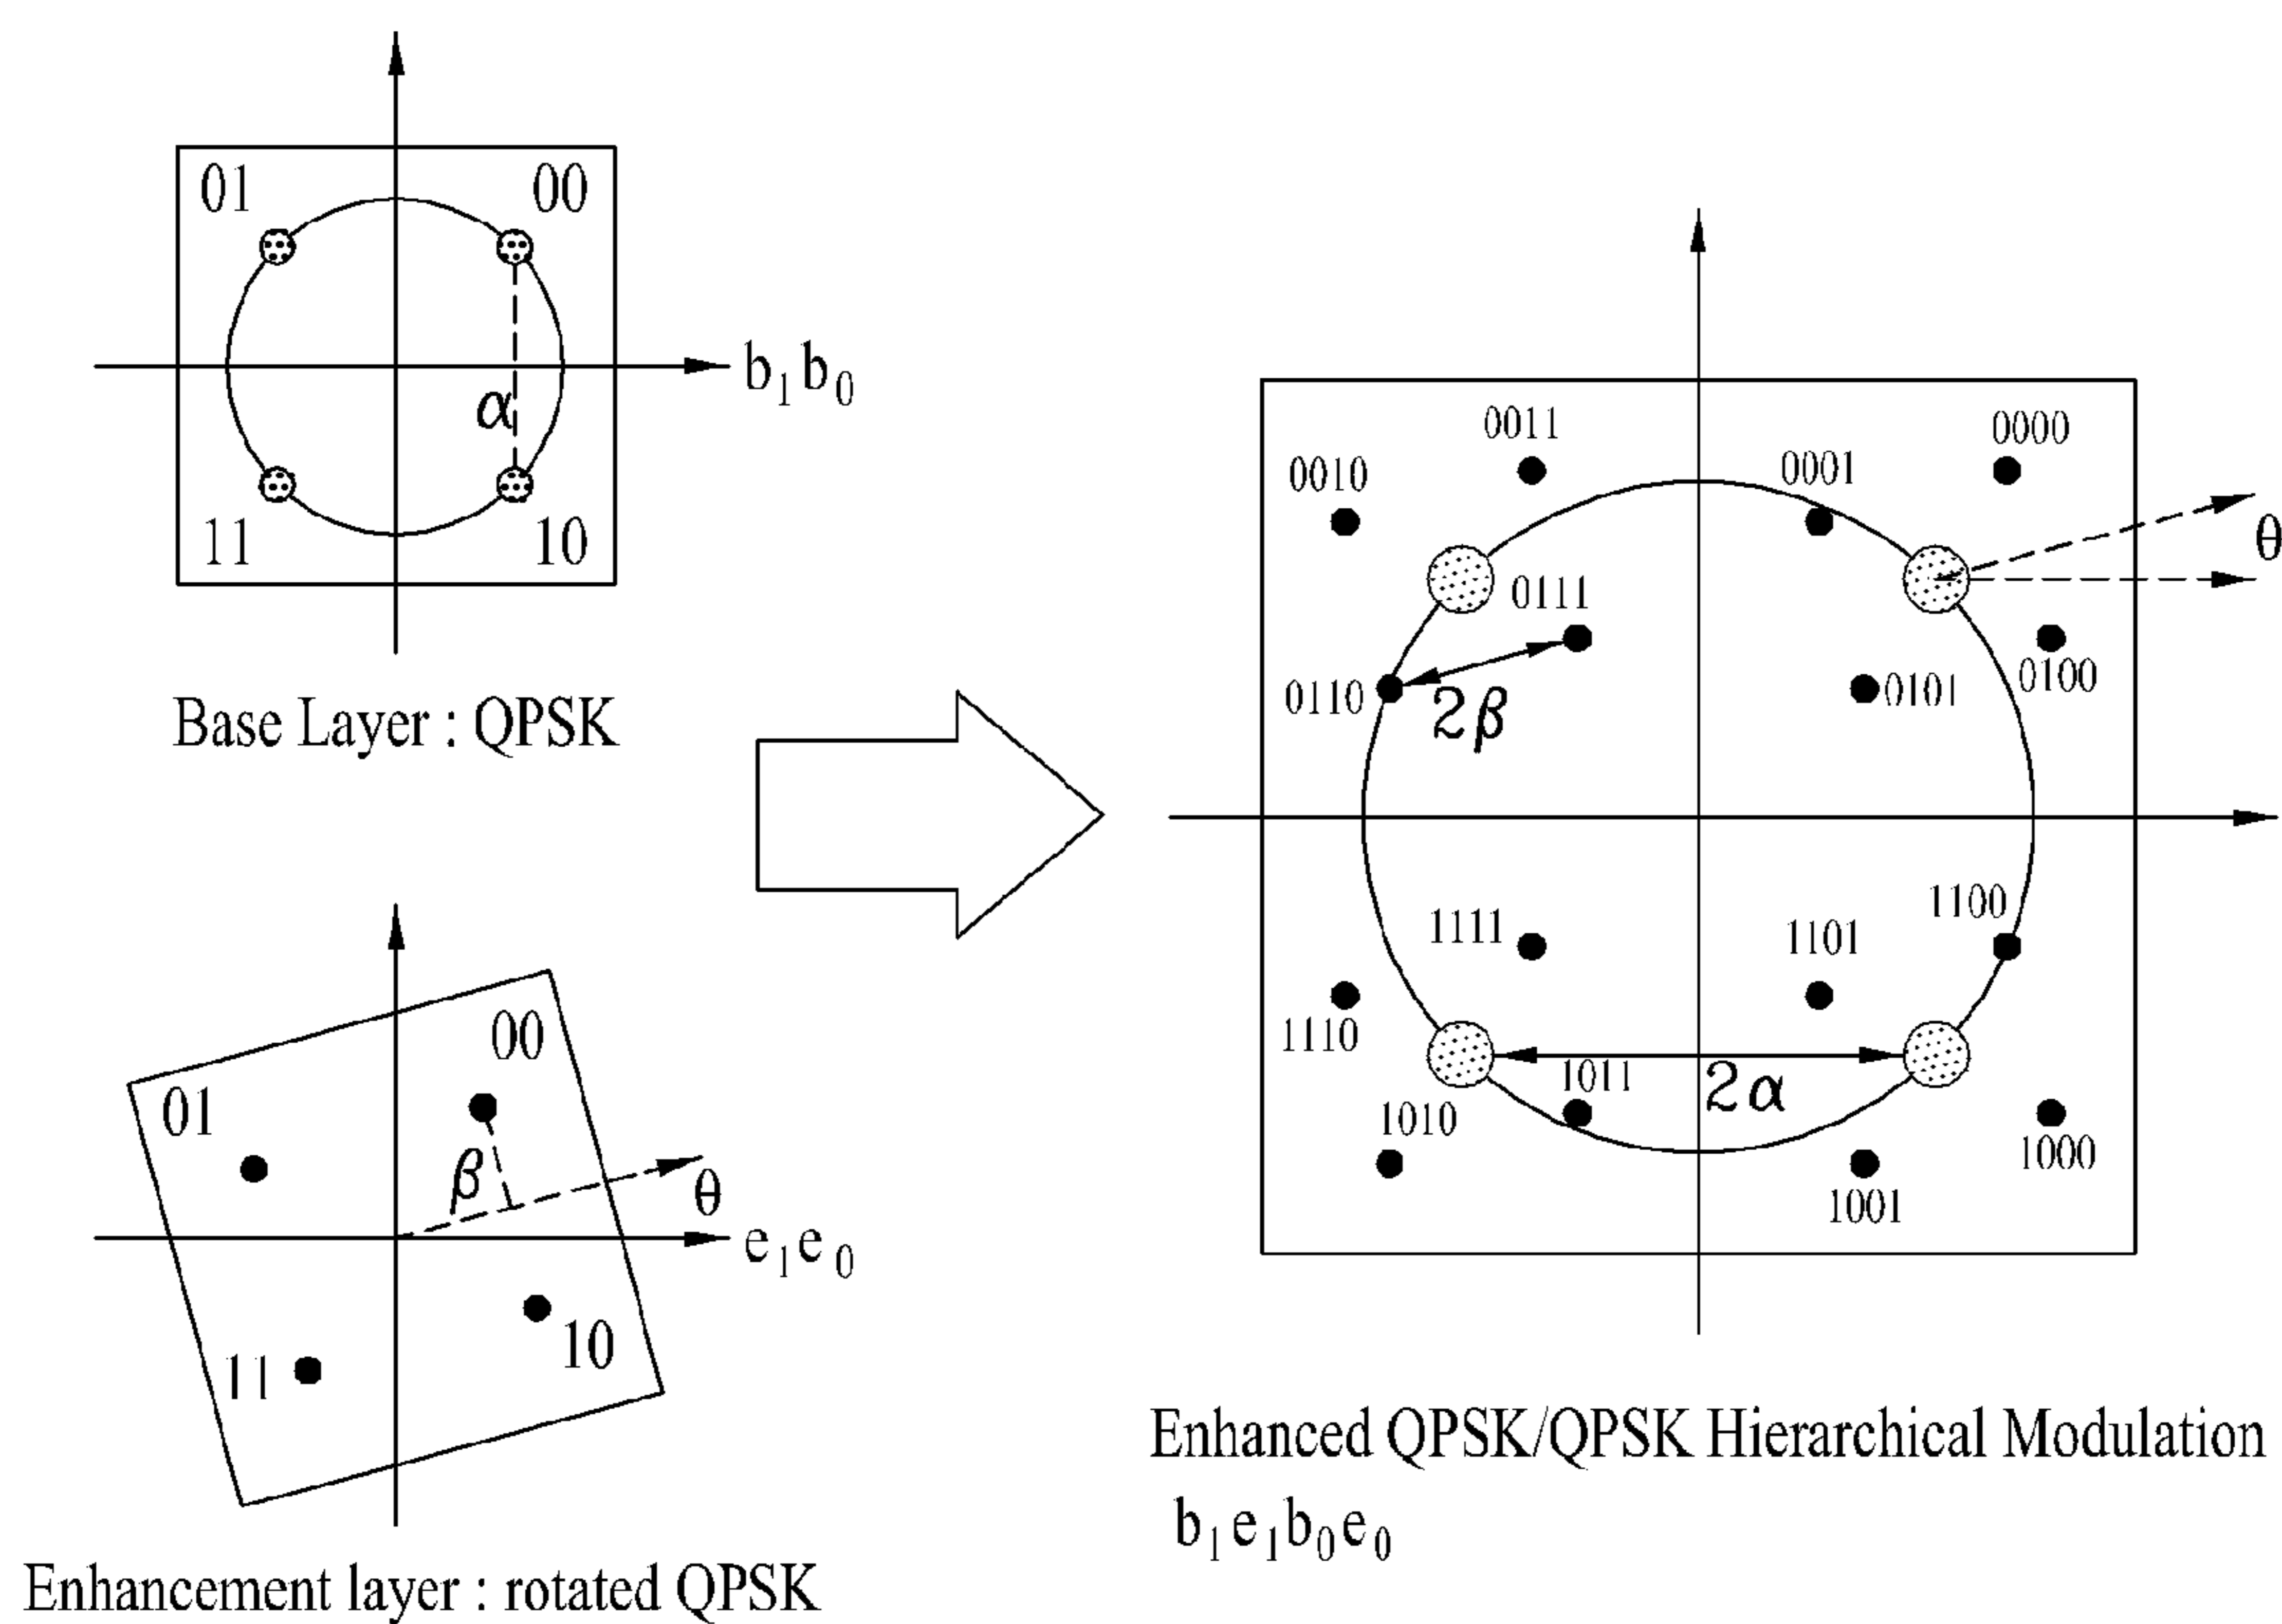 01 00
α
b₁b₀
11 10
Base Layer : QPSK
00
01
β
θ
e₁e₀
10
11
Enhancement layer : rotated QPSK
0011 0000
0010 0001
θ
0111
0110 0101 0100
2β
1100
1111 1101
1110
1011 2α
1010 1000
1001
Enhanced QPSK/QPSK Hierarchical Modulation
b₁e₁b₀e₀